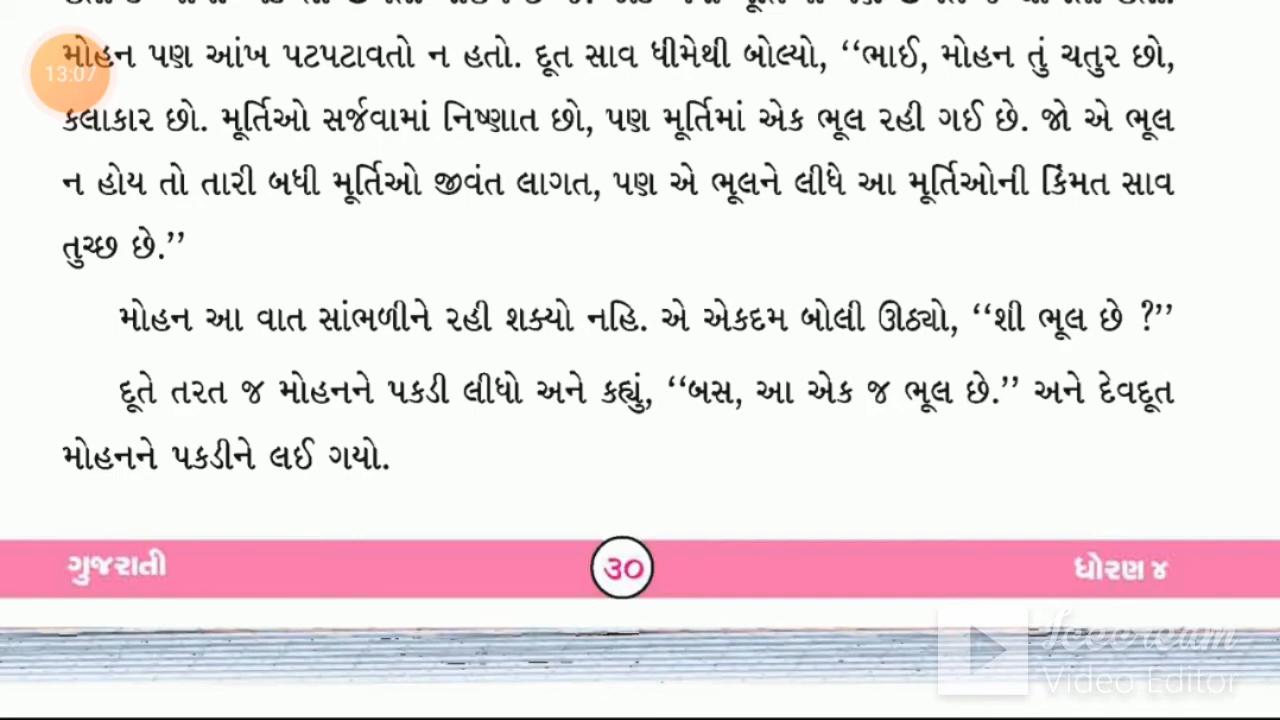 મોહન પણ આંખ પટપટાવતો ન હતો. દૂત સાવ ધીમેથી બોલ્યો, ‘‘ભાઈ, મોહન તું ચતુર છો,
13:07
કલાકાર છો. મૂર્તિઓ સર્જવામાં નિષ્ણાત છો, પણ મૂર્તિમાં એક ભૂલ રહી ગઈ છે. જો એ ભૂલ
ન હોય તો તારી બધી મૂર્તિઓ જીવંત લાગત, પણ એ ભૂલને લીધે આ મૂર્તિઓની કિંમત સાવ
તુચ્છ છે.’’
મોહન આ વાત સાંભળીને રહી શક્યો નહિ. એ એકદમ બોલી ઊઠ્યો, ‘‘શી ભૂલ છે ?’’
દૂતે તરત જ મોહનને પકડી લીધો અને કહ્યું, ‘‘બસ, આ એક જ ભૂલ છે.’’ અને દેવદૂત
મોહનને પકડીને લઈ ગયો.
ગુજરાતી ૩૦ ધોરણ ૪
Video Editor